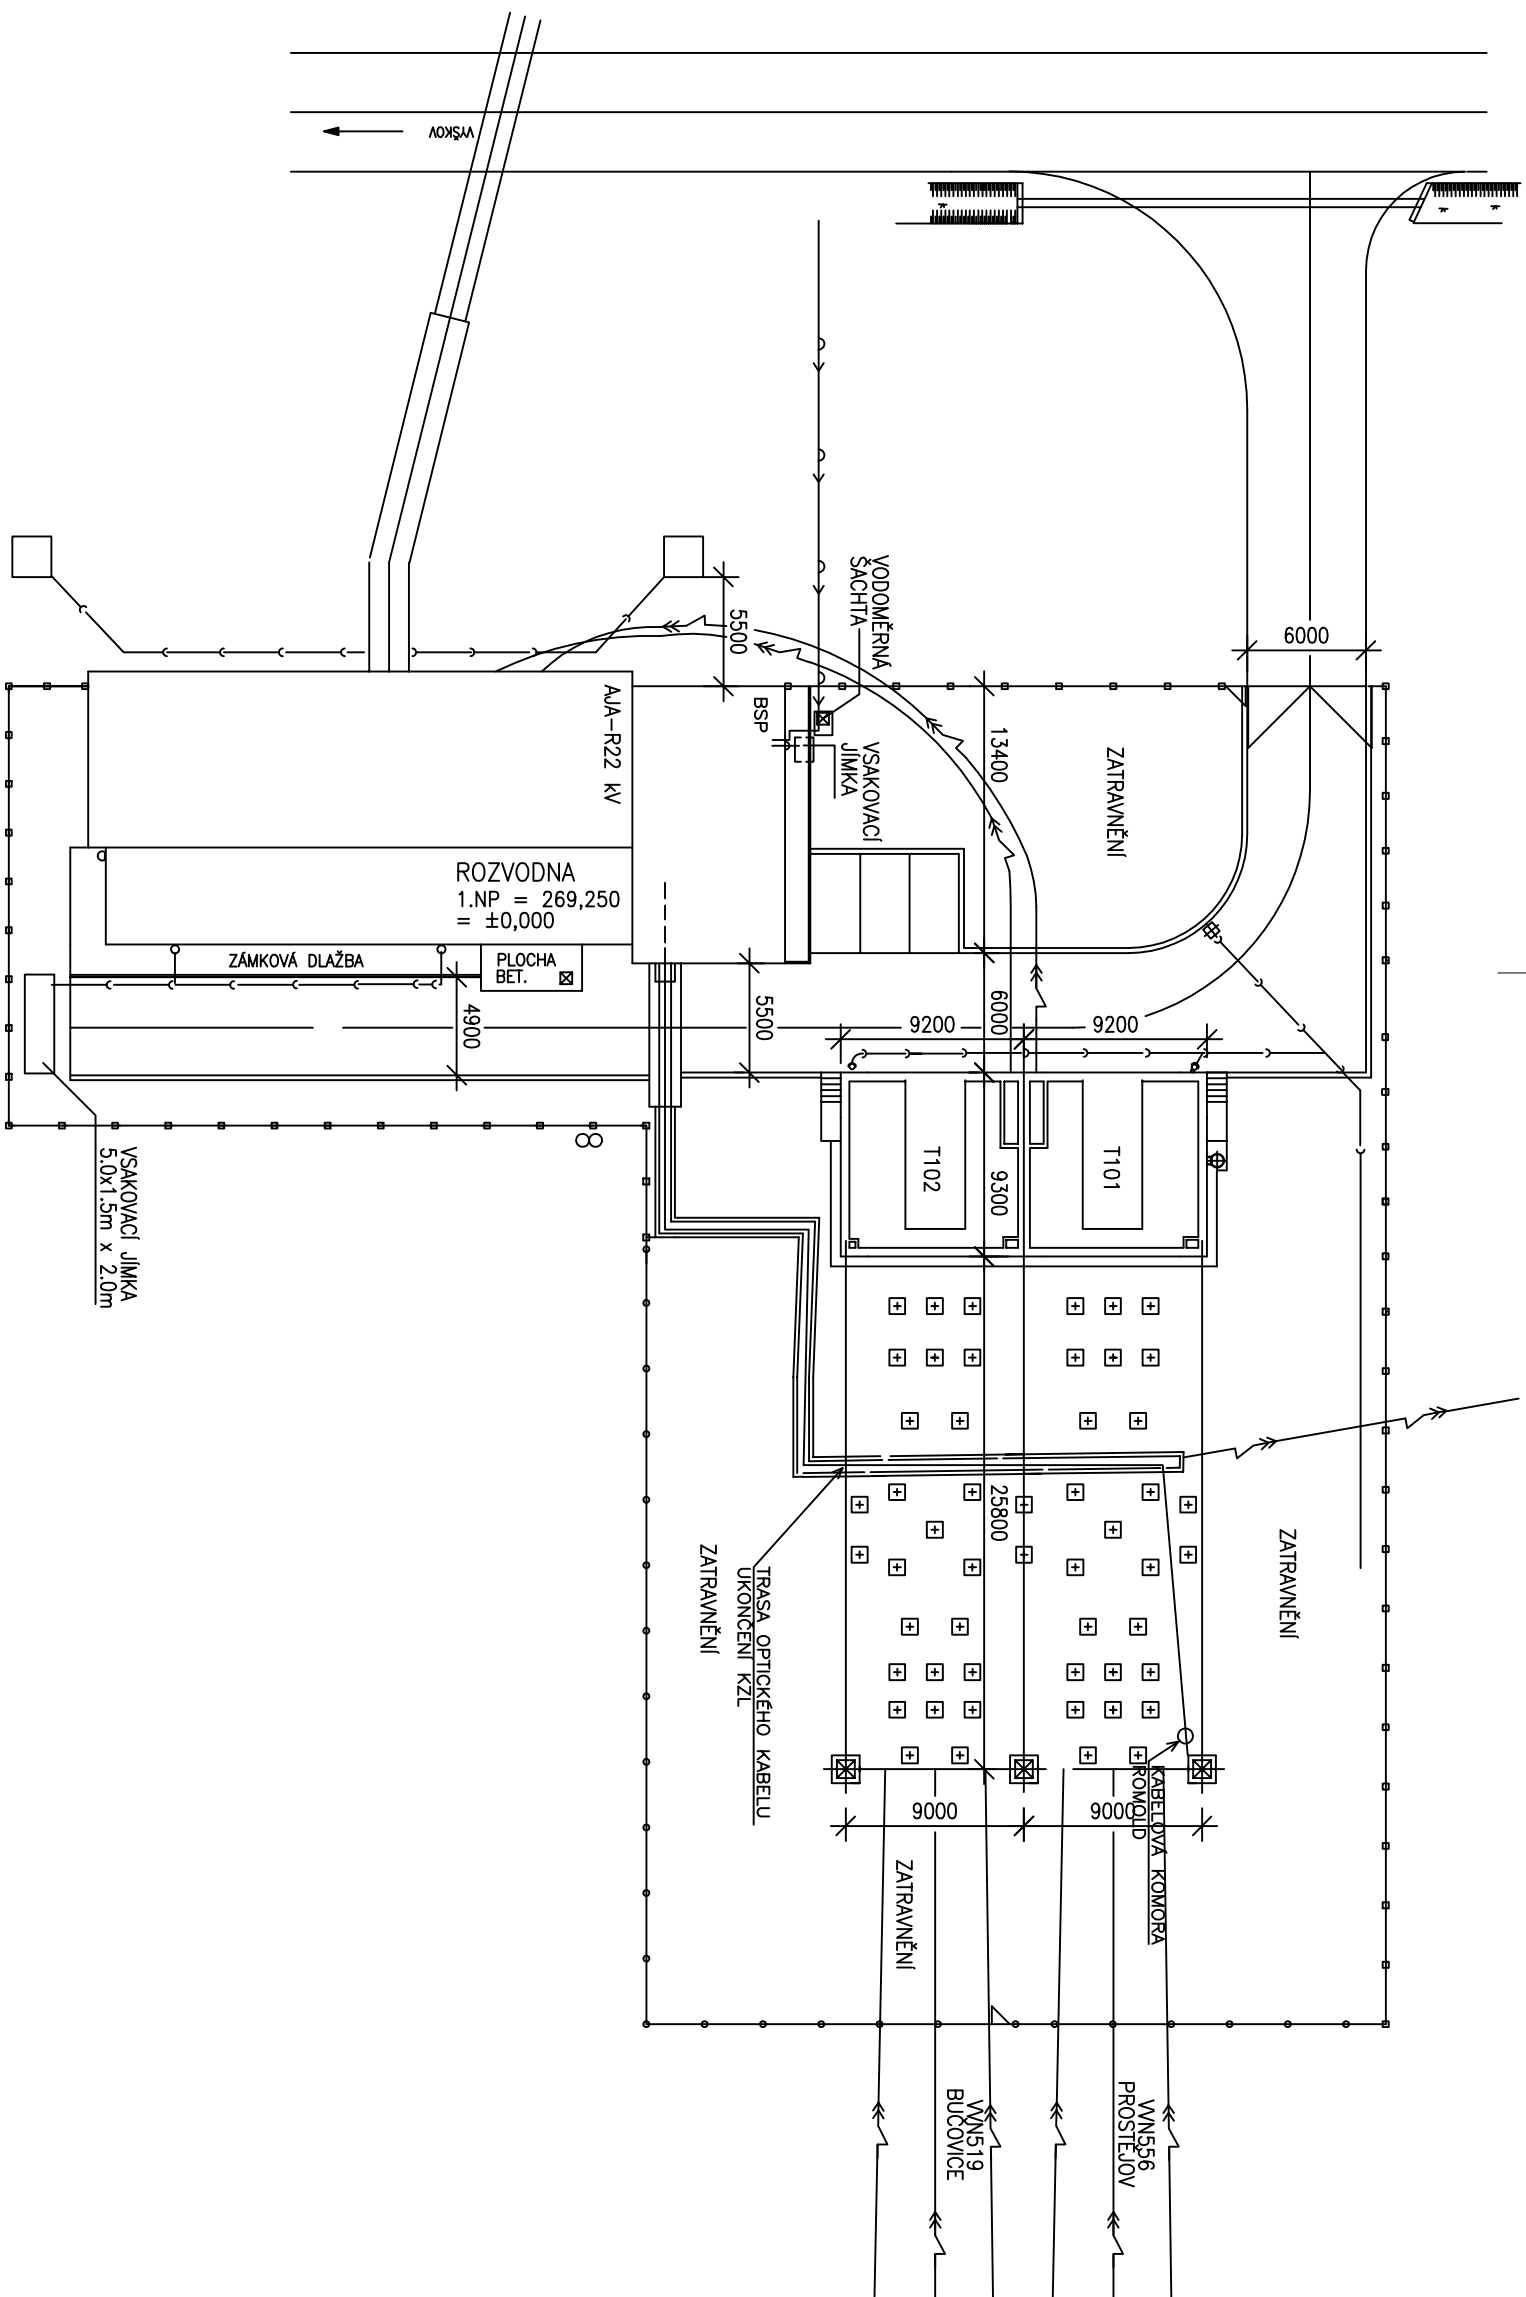 VYŠKOV
6000
5500
VODOMĚRNÁ
ŠACHTA
BSP
VSAKOVACÍ
JÍMKA
13400
ZATRAVNĚNÍ
AJA-R22 kV
ROZVODNA
1.NP = 269,250
= ±0,000
ZÁMKOVÁ DLAŽBA
PLOCHA
BET.
4900
5500
9200
6000
9200
T102
9300
T101
VSAKOVACÍ JÍMKA
5.0x1.5m x 2.0m
25800
ZATRAVNĚNÍ
ZATRAVNĚNÍ
TRASA OPTICKÉHO KABELU
UKONČENÍ KZL
9000
9000
KABELOVÁ KOMORA
ROMOLD
ZATRAVNĚNÍ
VVN519
BUČOVICE
VVN556
PROSTĚJOV